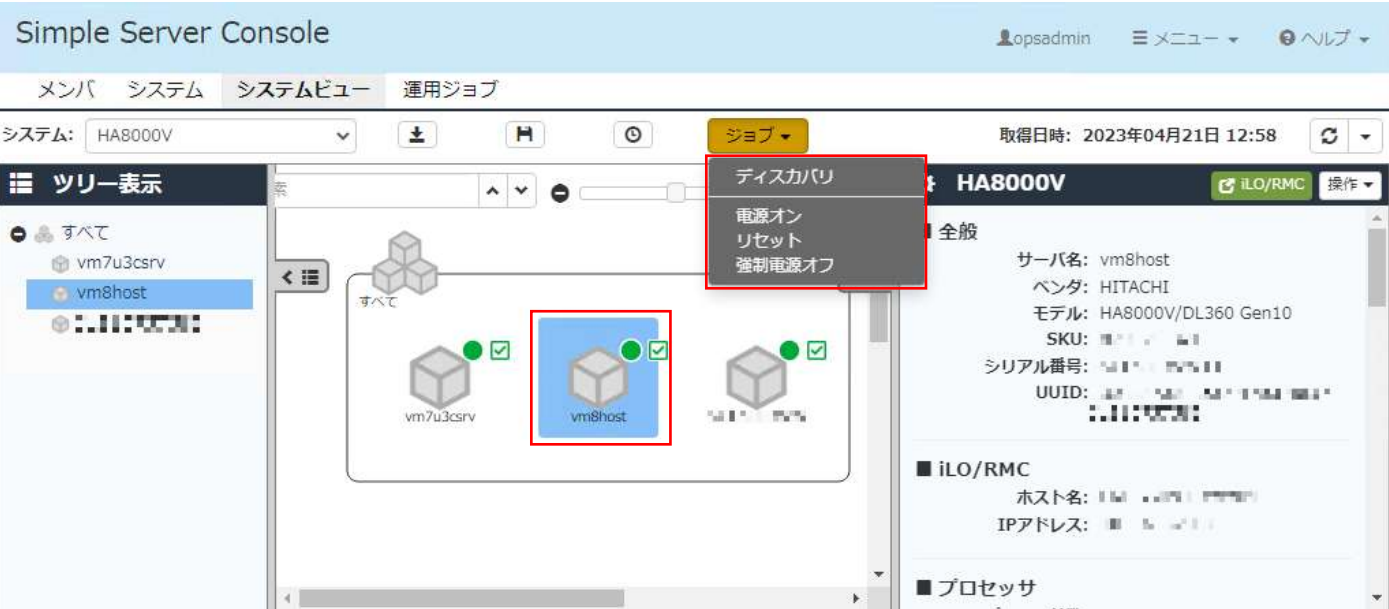 Simple Server Console
opsadmin
メニュー
ヘルプ
メンバ システム システムビュー 運用ジョブ
システム: HA8000V
ジョブ
取得日時: 2023年04月21日 12:58
ツリー表示
索
ディスカバリ
電源オン
リセット
強制電源オフ
HA8000V
iLO/RMC
操作
すべて
vm7u3csrv
vm8host
すべて
vm7u3csrv
vm8host
全般
サーバ名: vm8host
ベンダ: HITACHI
モデル: HA8000V/DL360 Gen10
SKU:
シリアル番号:
UUID:
iLO/RMC
ホスト名:
IPアドレス:
プロセッサ